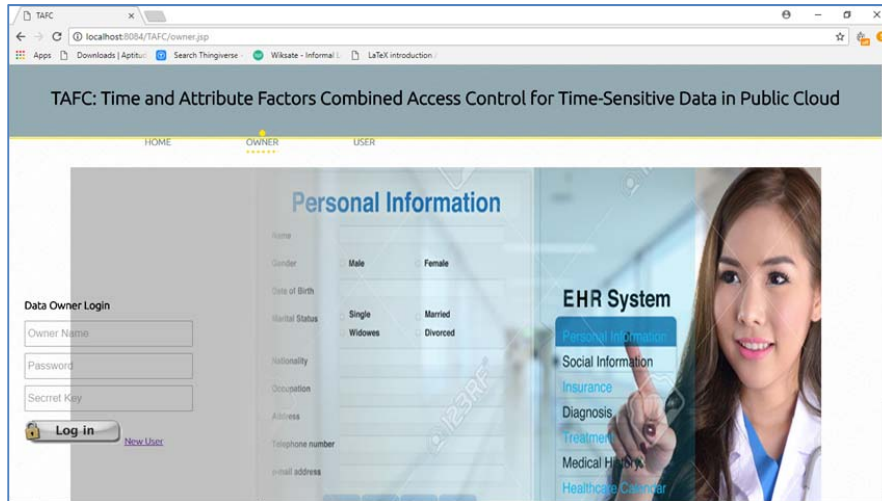 TAFC
localhost:8084/TAFC/owner.jsp
Apps Downloads | Aptituc Search Thingiverse - Wiksate - Informal L LaTeX introduction
TAFC: Time and Attribute Factors Combined Access Control for Time-Sensitive Data in Public Cloud
HOME OWNER USER
Personal Information
Name
Gender Male Female
Date of Birth
Marital Status Single Married
Widowes Divorced
Nationality
Occupation
Address
Telephone number
e-mail address
EHR System
Personal Information
Social Information
Insurance
Diagnosis
Treatment
Medical History
Healthcare Calendar
Data Owner Login
Owner Name
Password
Secrret Key
Log in
New User
© 123RF